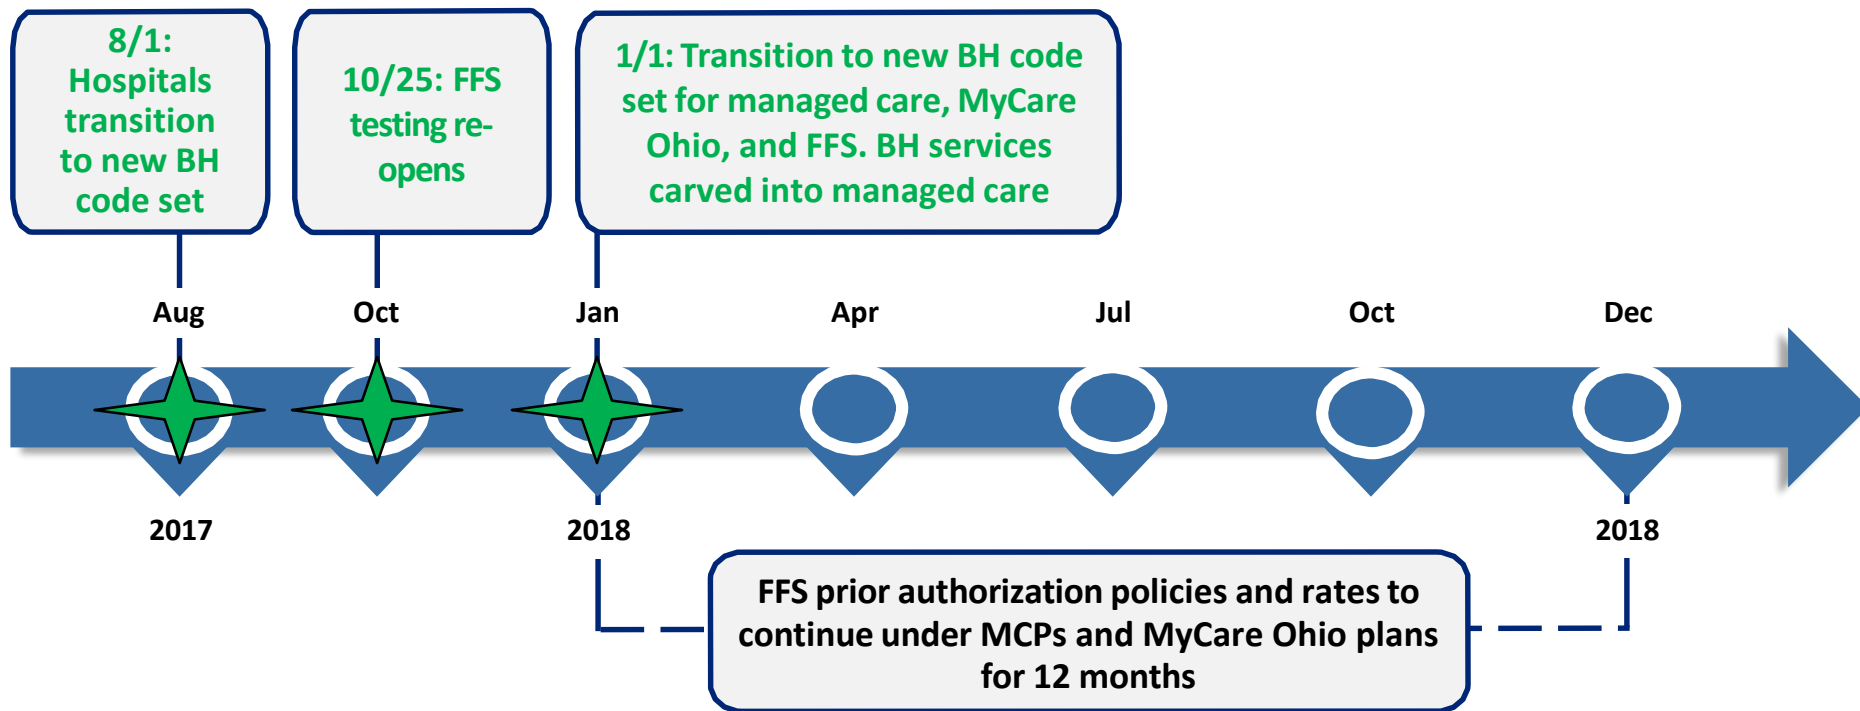 8/1:
Hospitals
transition
to new BH
code set
10/25: FFS
testing re-
opens
1/1: Transition to new BH code
set for managed care, MyCare
Ohio, and FFS. BH services
carved into managed care
Aug
Oct
Jan
Apr
Jul
Oct
Dec
2017
2018
2018
FFS prior authorization policies and rates to
continue under MCPs and MyCare Ohio plans
for 12 months